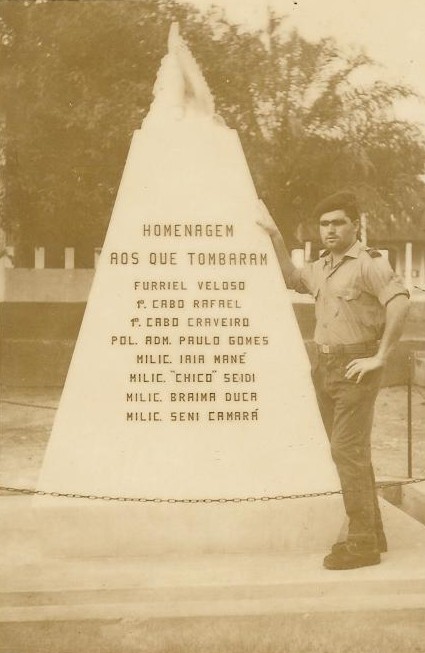 HOMENAGEM
AOS QUE TOMBARAM
FURRIEL VELOSO
1º. CABO RAFAEL
1º. CABO CRAVEIRO
POL. ADM. PAULO GOMES
MILIC. IAIA MANÉ
MILIC. "CHICO" SEIDI
MILIC. BRAIMA DUCA
MILIC. SENI CAMARÁ